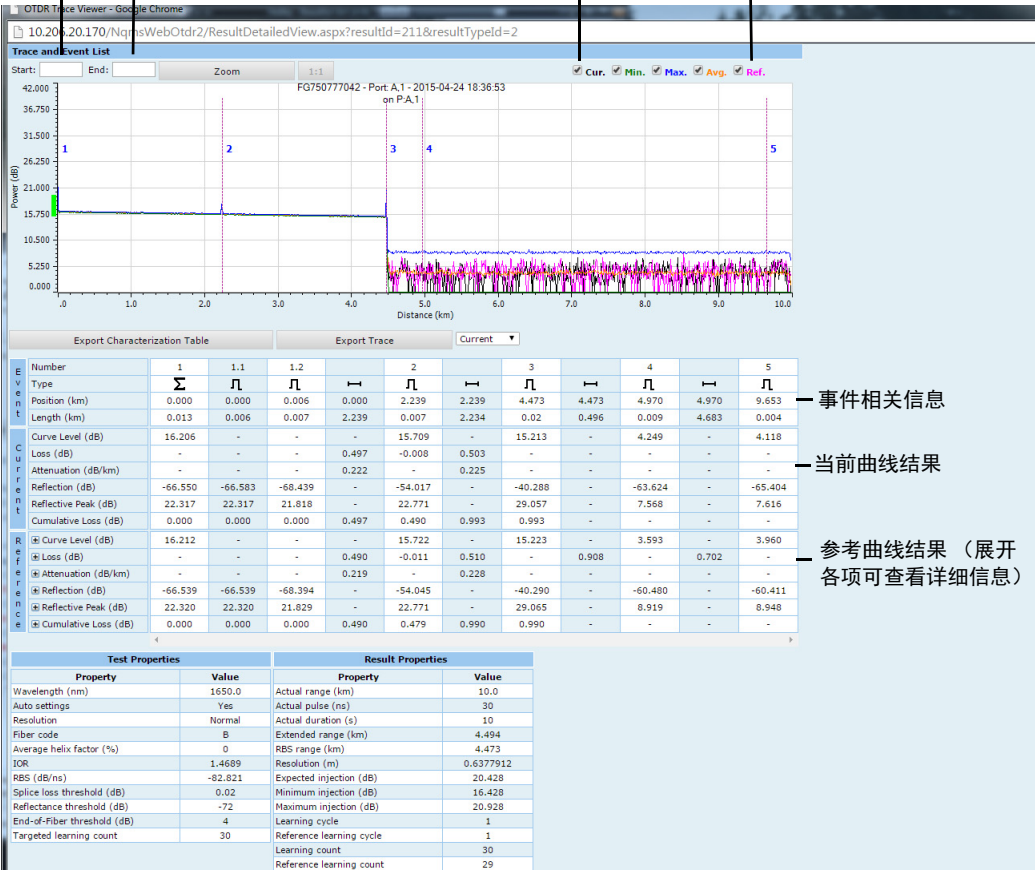 OTDR Trace Viewer - Google Chrome
10.206.20.170/NqmsWebOtdr2/ResultDetailedView.aspx?resultId=211&resultTypeId=2
Trace and Event List
Start: End: Zoom 1:1 Cur. Min. Max. Avg. Ref.
FG750777042 - Port: A,1 - 2015-04-24 18:36:53
on P:A.1
Power (dB)
42.000
36.750
31.500
26.250
21.000
15.750
10.500
5.250
0.000
1 2 3 4 5
.0 1.0 2.0 3.0 4.0 5.0 6.0 7.0 8.0 9.0 10.0
Distance (km)
Export Characterization Table Export Trace Current
Event
Number 1 1.1 1.2 2 3 4 5
Type Σ
Position (km) 0.000 0.000 0.006 0.000 2.239 2.239 4.473 4.473 4.970 4.970 9.653
Length (km) 0.013 0.006 0.007 2.239 0.007 2.234 0.02 0.496 0.009 4.683 0.004
事件相关信息
Current
Curve Level (dB) 16.206 - - - 15.709 - 15.213 - 4.249 - 4.118
Loss (dB) - - - 0.497 -0.008 0.503 - - - - -
Attenuation (dB/km) - - - 0.222 - 0.225 - - - - -
Reflection (dB) -66.550 -66.583 -68.439 - -54.017 - -40.288 - -63.624 - -65.404
Reflective Peak (dB) 22.317 22.317 21.818 - 22.771 - 29.057 - 7.568 - 7.616
Cumulative Loss (dB) 0.000 0.000 0.000 0.497 0.490 0.993 0.993 - - - -
当前曲线结果
Reference
Curve Level (dB) 16.212 - - - 15.722 - 15.223 - 3.593 - 3.960
Loss (dB) - - - 0.490 -0.011 0.510 - 0.908 - 0.702 -
Attenuation (dB/km) - - - 0.219 - 0.228 - - - - -
Reflection (dB) -66.539 -66.539 -68.394 - -54.045 - -40.290 - -60.480 - -60.411
Reflective Peak (dB) 22.320 22.320 21.829 - 22.771 - 29.065 - 8.919 - 8.948
Cumulative Loss (dB) 0.000 0.000 0.000 0.490 0.479 0.990 0.990 - - - -
参考曲线结果 (展开
各项可查看详细信息)
Test Properties
Property Value
Wavelength (nm) 1650.0
Auto settings Yes
Resolution Normal
Fiber code B
Average helix factor (%) 0
IOR 1.4689
RBS (dB/ns) -82.821
Splice loss threshold (dB) 0.02
Reflectance threshold (dB) -72
End-of-Fiber threshold (dB) 4
Targeted learning count 30
Result Properties
Property Value
Actual range (km) 10.0
Actual pulse (ns) 30
Actual duration (s) 10
Extended range (km) 4.494
RBS range (km) 4.473
Resolution (m) 0.6377912
Expected injection (dB) 20.428
Minimum injection (dB) 16.428
Maximum injection (dB) 20.928
Learning cycle 1
Reference learning cycle 1
Learning count 30
Reference learning count 29